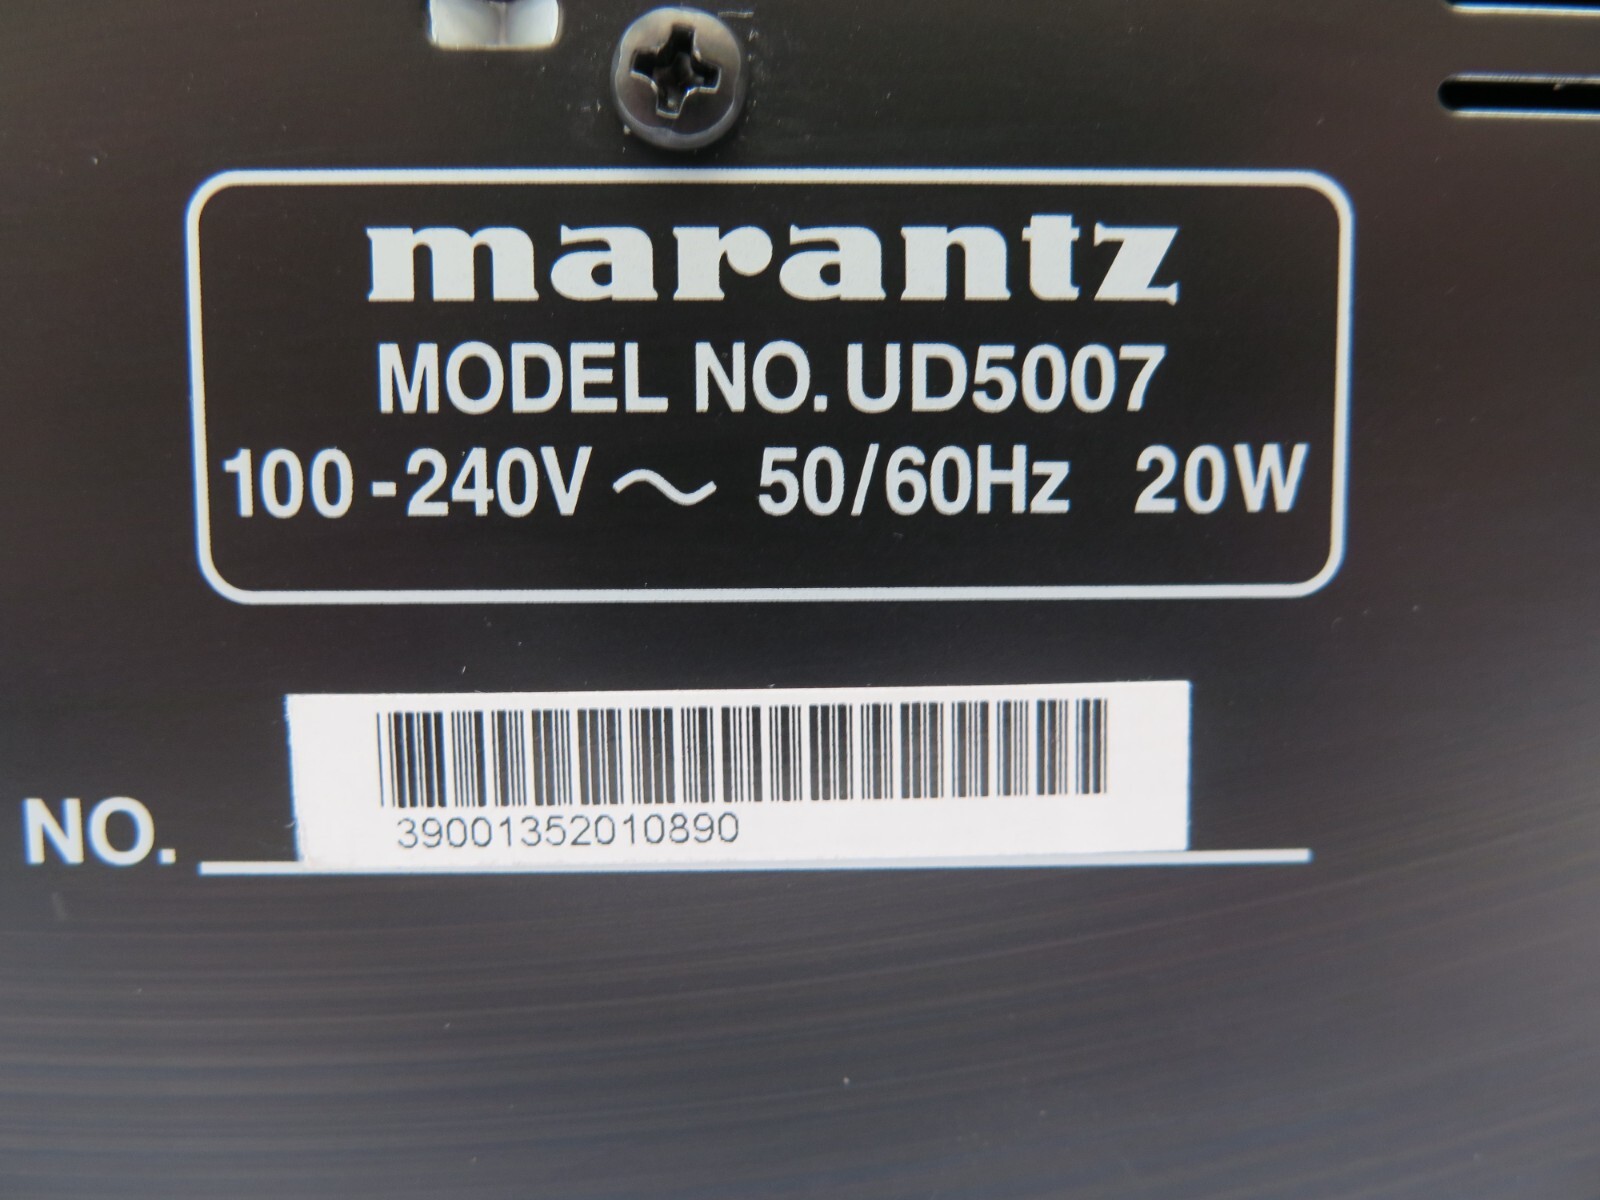 marantz
MODEL NO. UD5007
100-240V ~ 50/60Hz 20W
NO. 39001352010890